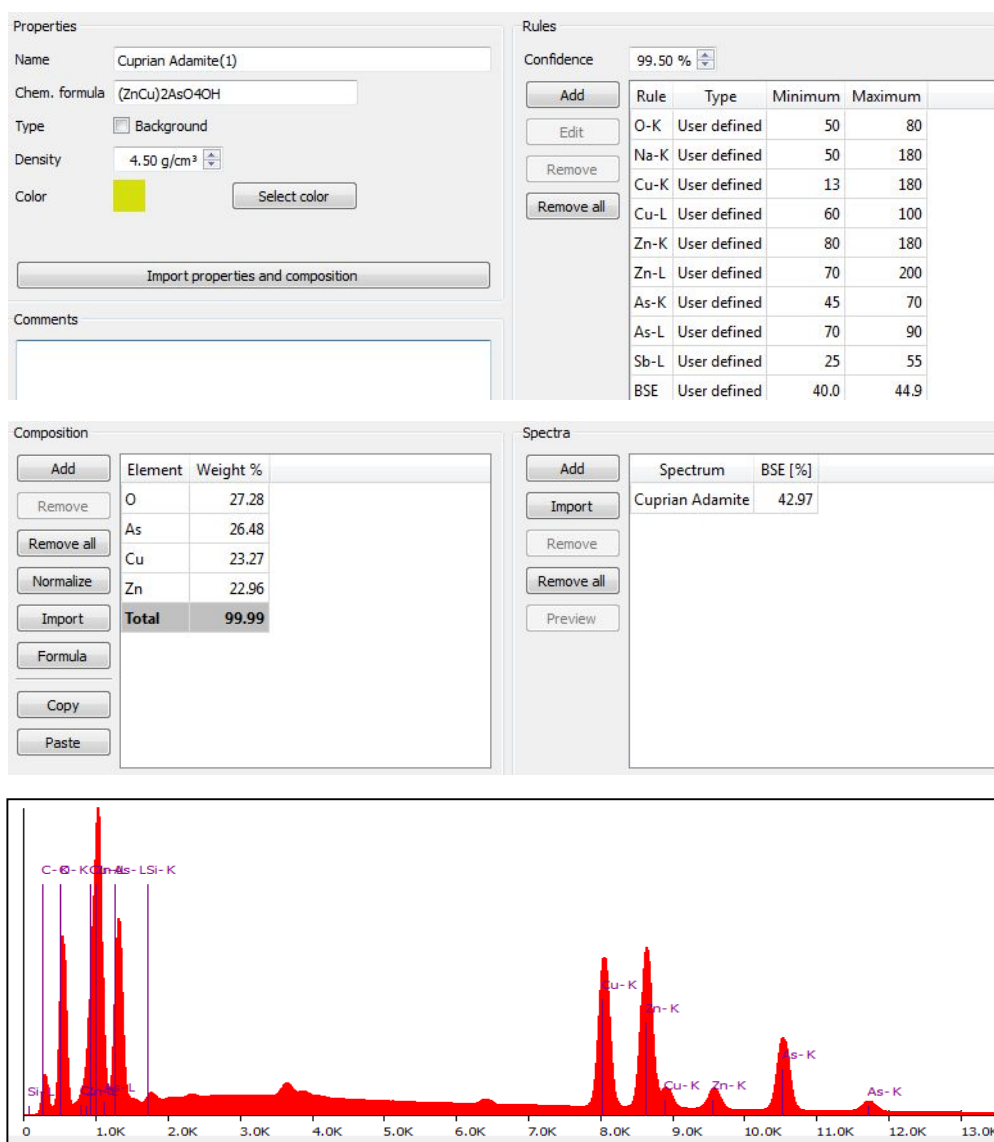 Properties
Name Cuprian Adamite(1)
Chem. formula (ZnCu)2AsO4OH
Type Background
Density 4.50 g/cm³
Color Select color
Import properties and composition
Comments
Rules
Confidence 99.50 %
Add
Edit
Remove
Remove all
Rule Type Minimum Maximum
O-K User defined 50 80
Na-K User defined 50 180
Cu-K User defined 13 180
Cu-L User defined 60 100
Zn-K User defined 80 180
Zn-L User defined 70 200
As-K User defined 45 70
As-L User defined 70 90
Sb-L User defined 25 55
BSE User defined 40.0 44.9
Composition
Add
Remove
Remove all
Normalize
Import
Formula
Copy
Paste
Element Weight %
O 27.28
As 26.48
Cu 23.27
Zn 22.96
Total 99.99
Spectra
Add
Import
Remove
Remove all
Preview
Spectrum BSE [%]
Cuprian Adamite 42.97
Si-K
Cu-K
Zn-K
As-K
Cu-K Zn-K As-K
0 1.0K 2.0K 3.0K 4.0K 5.0K 6.0K 7.0K 8.0K 9.0K 10.0K 11.0K 12.0K 13.0K